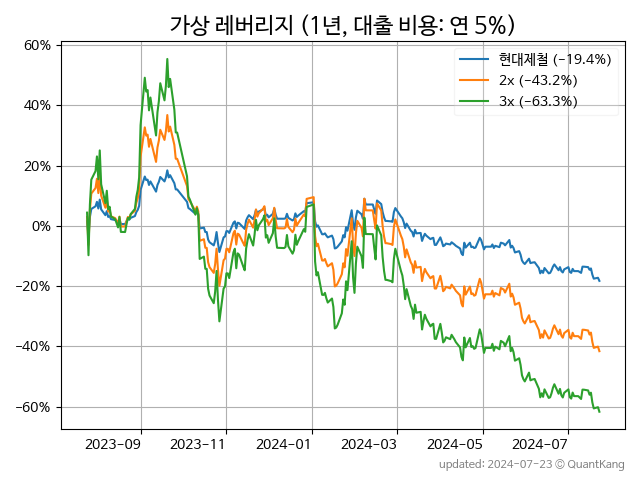 가상 레버리지 (1년, 대출 비용: 연 5%)
현대제철 (-19.4%)
2x (-43.2%)
3x (-63.3%)
60%
40%
20%
0%
-20%
-40%
-60%
2023-09
2023-11
2024-01
2024-03
2024-05
2024-07
updated: 2024-07-23 © QuantKang